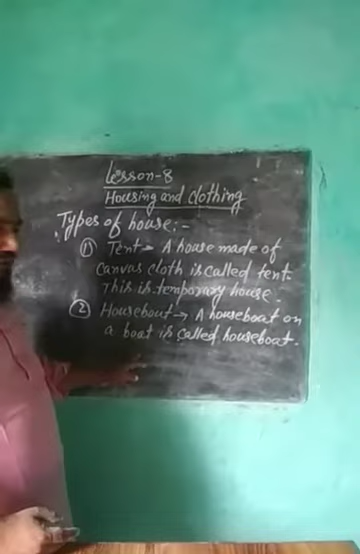 Lesson-8
Housing and clothing
Types of house:-
① Tent→ A house made of
canvas cloth is called tent.
This is temporary house.
② Houseboat→ A houseboat on
a boat is called houseboat.